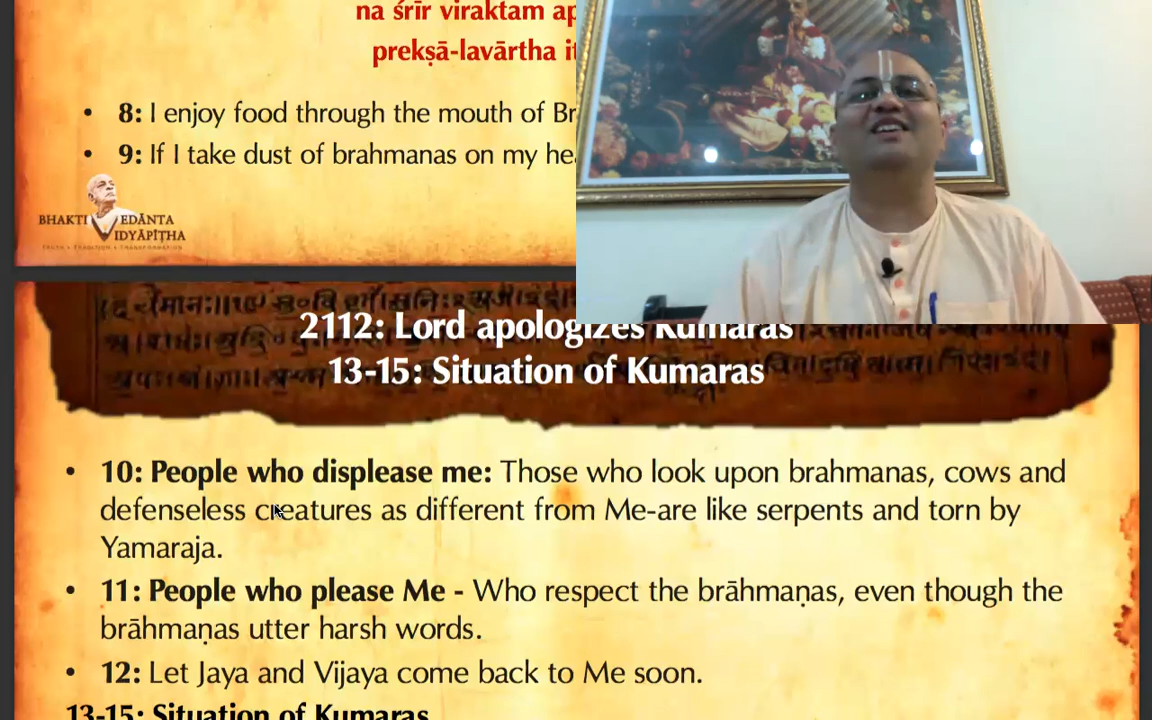 na śrīr viraktam ap
prekṣā-lavārtha it
• 8: I enjoy food through the mouth of Br
• 9: If I take dust of brahmanas on my hea
BHAKTI VEDĀNTA
VIDYĀPĪṬHA
2112: Lord apologizes Kumaras
13-15: Situation of Kumaras
• 10: People who displease me: Those who look upon brahmanas, cows and
defenseless creatures as different from Me-are like serpents and torn by
Yamaraja.
• 11: People who please Me - Who respect the brāhmaṇas, even though the
brāhmaṇas utter harsh words.
• 12: Let Jaya and Vijaya come back to Me soon.
13-15: Situation of Kumaras